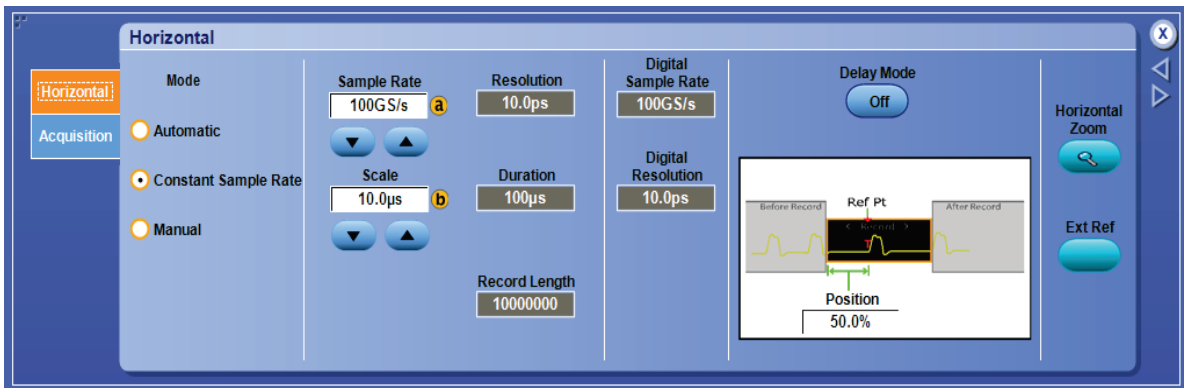 Horizontal
X
Horizontal
Acquisition
Mode
Automatic
Constant Sample Rate
Manual
Sample Rate
100GS/s
a
Scale
10.0µs
b
Resolution
10.0ps
Duration
100µs
Record Length
10000000
Digital
Sample Rate
100GS/s
Digital
Resolution
10.0ps
Delay Mode
Off
Before Record
Ref Pt
< Record >
T
After Record
Position
50.0%
Horizontal
Zoom
Ext Ref